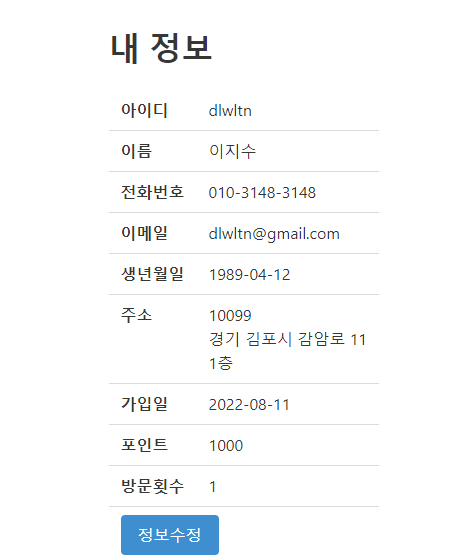 내 정보
아이디 dlwltn
이름 이지수
전화번호 010-3148-3148
이메일 dlwltn@gmail.com
생년월일 1989-04-12
주소 10099
경기 김포시 감암로 11
1층
가입일 2022-08-11
포인트 1000
방문횟수 1
정보수정